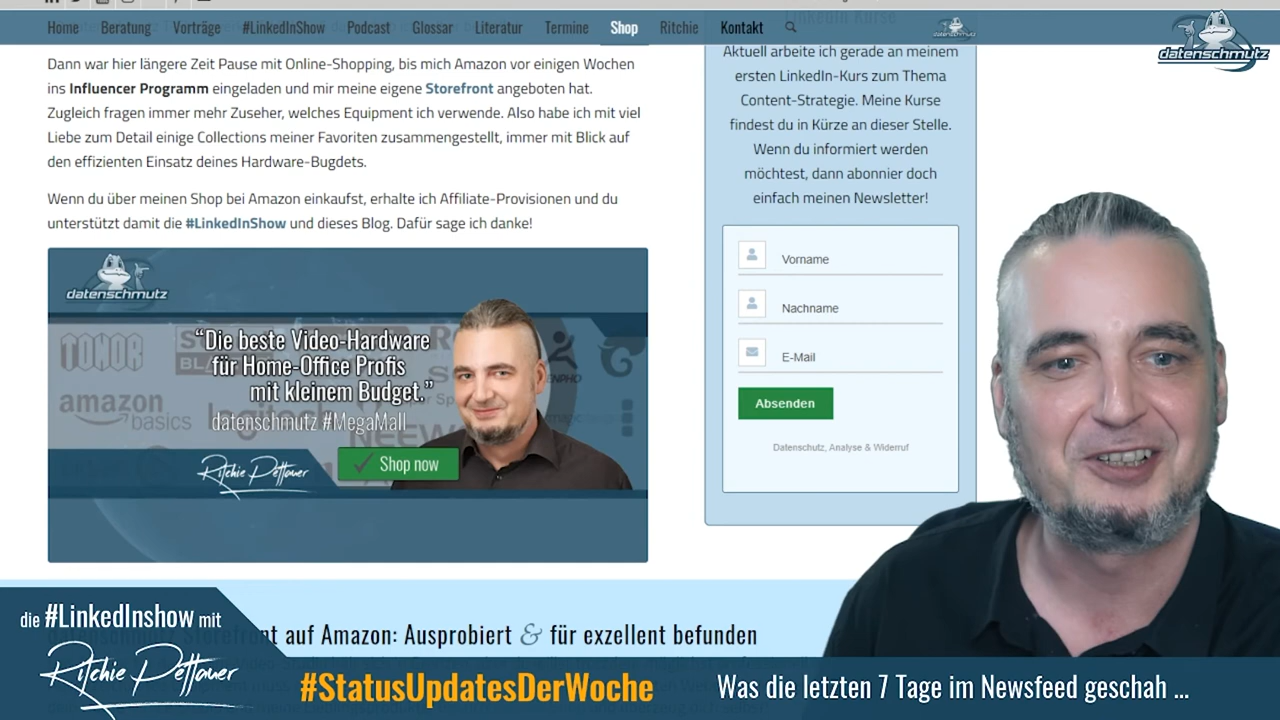 Home Beratung Vorträge #LinkedInShow Podcast Glossar Literatur Termine Shop Ritchie Kontakt
datenschmutz
Dann war hier längere Zeit Pause mit Online-Shopping, bis mich Amazon vor einigen Wochen
ins Influencer Programm eingeladen und mir meine eigene Storefront angeboten hat.
Zugleich fragen immer mehr Zuseher, welches Equipment ich verwende. Also habe ich mit viel
Liebe zum Detail einige Collections meiner Favoriten zusammengestellt, immer mit Blick auf
den effizienten Einsatz deines Hardware-Bugdets.
Wenn du über meinen Shop bei Amazon einkaufst, erhalte ich Affiliate-Provisionen und du
unterstützt damit die #LinkedInShow und dieses Blog. Dafür sage ich danke!
datenschmutz
“Die beste Video-Hardware
für Home-Office Profis
mit kleinem Budget.”
datenschmutz #MegaMall
TONOR
amazon
basics
Ritchie Pettauer
Shop now
LinkedIn Kurse
Aktuell arbeite ich gerade an meinem
ersten LinkedIn-Kurs zum Thema
Content-Strategie. Meine Kurse
findest du in Kürze an dieser Stelle.
Wenn du informiert werden
möchtest, dann abonnier doch
einfach meinen Newsletter!
Vorname
Nachname
E-Mail
Absenden
Datenschutz, Analyse & Widerruf
auf Amazon: Ausprobiert & für exzellent befunden
die #LinkedInshow mit
Ritchie Pettauer
#StatusUpdatesDerWoche
Was die letzten 7 Tage im Newsfeed geschah ...